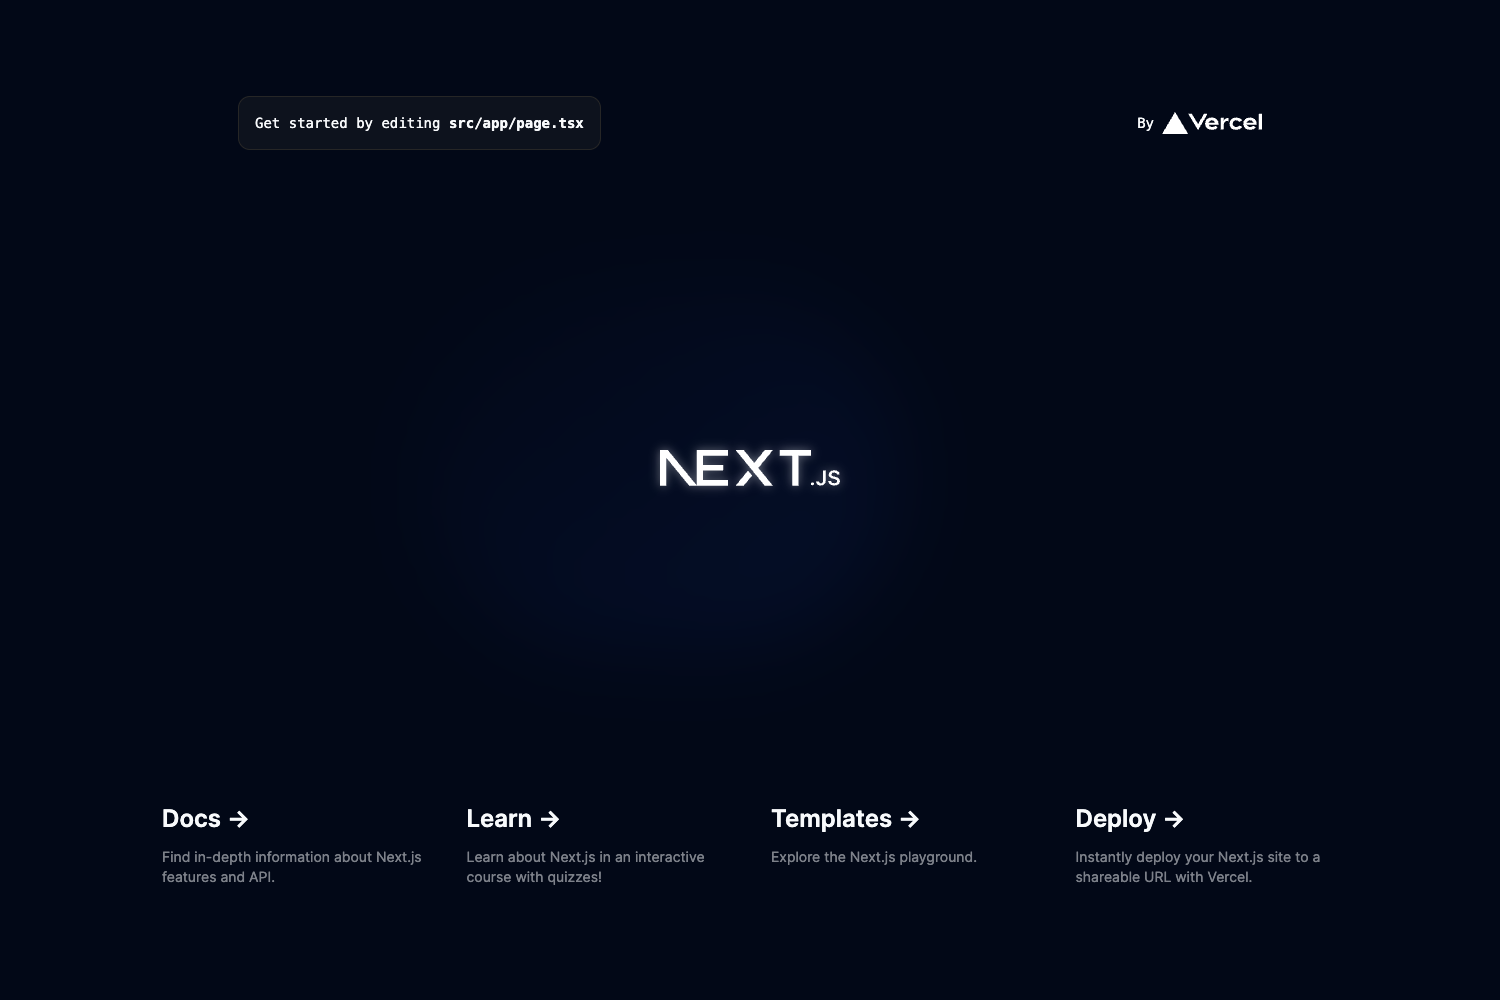 Get started by editing src/app/page.tsx
By Vercel
NEXT.JS
Docs →
Find in-depth information about Next.js
features and API.
Learn →
Learn about Next.js in an interactive
course with quizzes!
Templates →
Explore the Next.js playground.
Deploy →
Instantly deploy your Next.js site to a
shareable URL with Vercel.